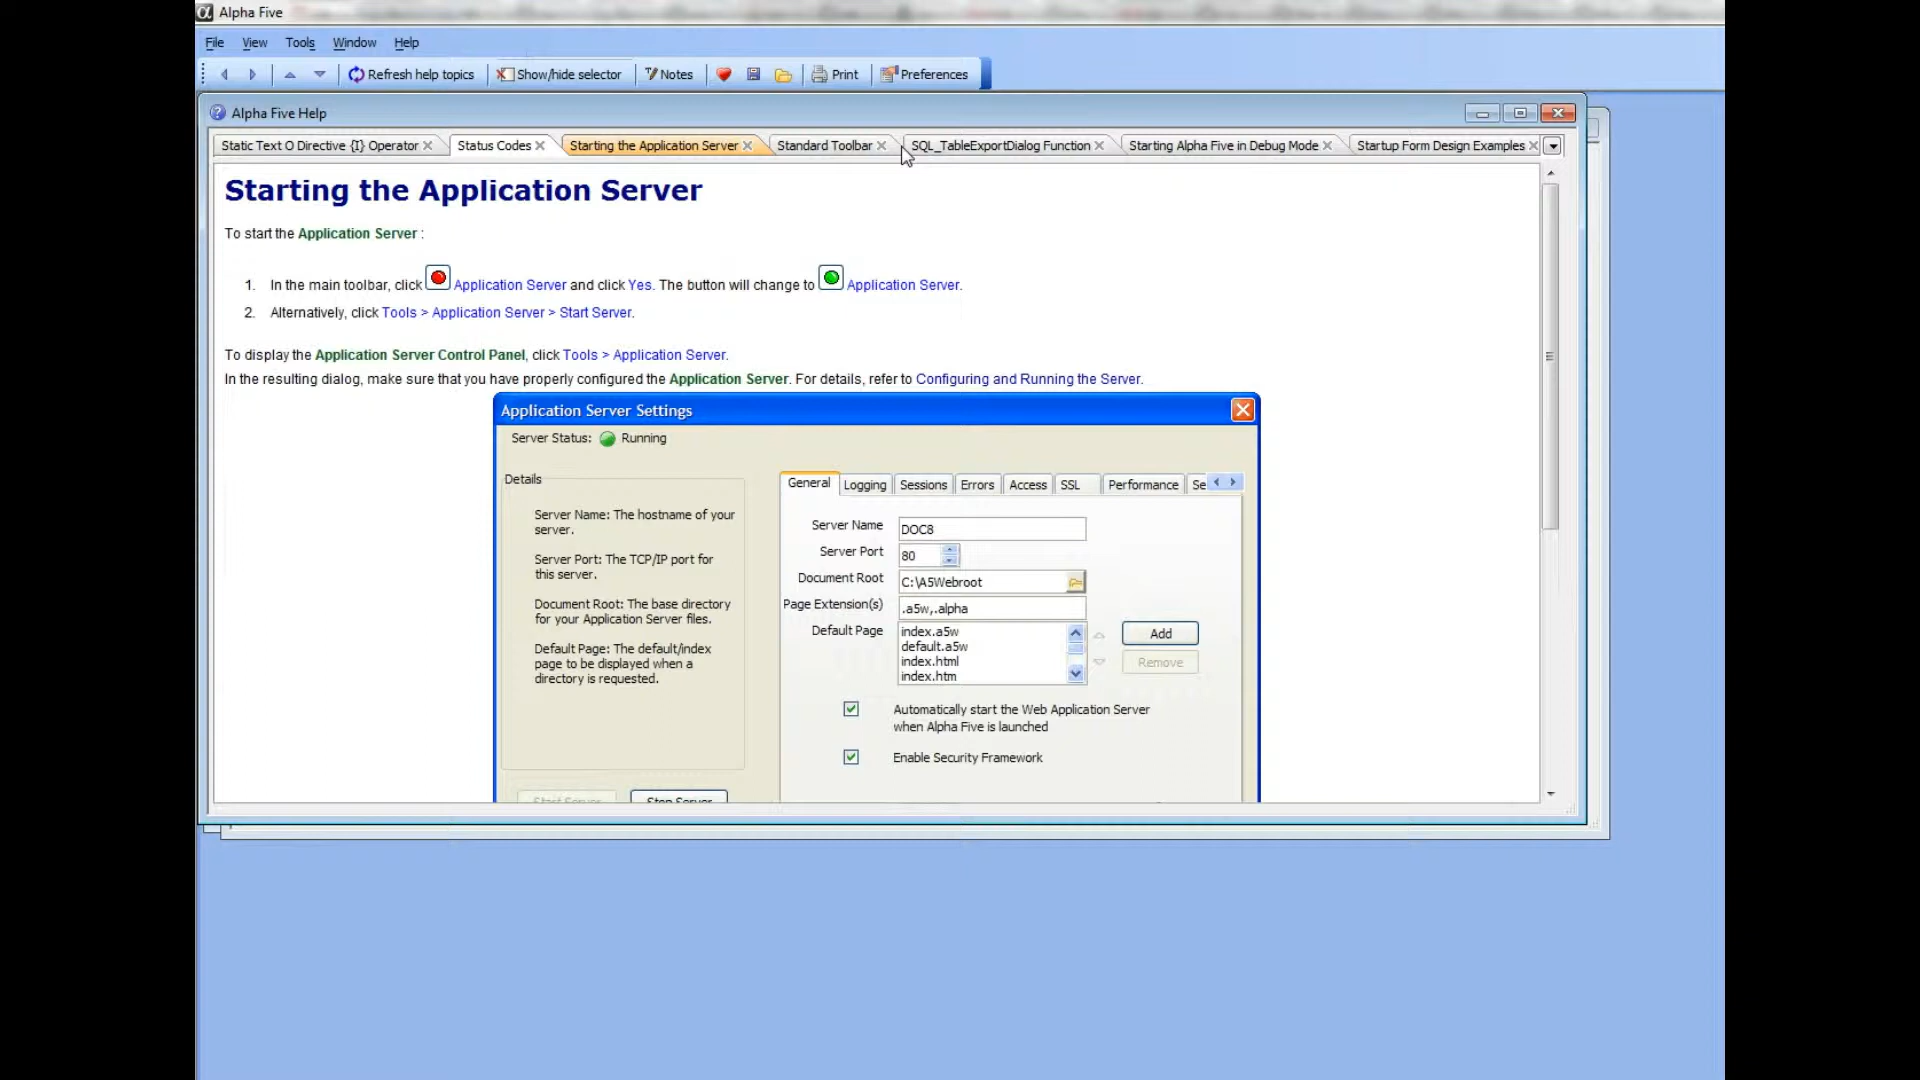 Alpha Five
File View Tools Window Help
Refresh help topics Show/hide selector Notes Print Preferences
Alpha Five Help
Static Text O Directive {I} Operator Status Codes Starting the Application Server Standard Toolbar SQL_TableExportDialog Function Starting Alpha Five in Debug Mode Startup Form Design Examples
Starting the Application Server
To start the Application Server :
1. In the main toolbar, click Application Server and click Yes. The button will change to Application Server.
2. Alternatively, click Tools > Application Server > Start Server.
To display the Application Server Control Panel, click Tools > Application Server.
In the resulting dialog, make sure that you have properly configured the Application Server. For details, refer to Configuring and Running the Server.
Application Server Settings
Server Status: Running
Details
Server Name: The hostname of your
server.
Server Port: The TCP/IP port for
this server.
Document Root: The base directory
for your Application Server files.
Default Page: The default/index
page to be displayed when a
directory is requested.
General Logging Sessions Errors Access SSL Performance Se
Server Name DOC8
Server Port 80
Document Root C:\A5Webroot
Page Extension(s) .a5w,.alpha
Default Page index.a5w
default.a5w
index.html
index.htm
Add
Remove
Automatically start the Web Application Server
when Alpha Five is launched
Enable Security Framework
Start Server Stop Server